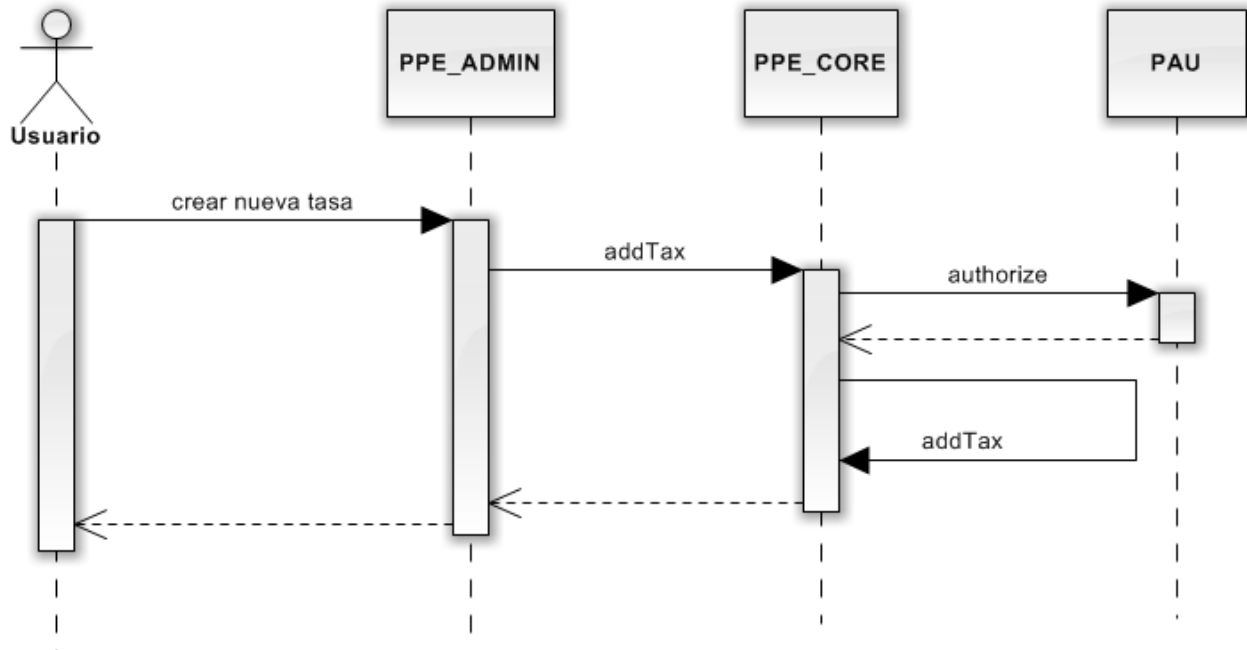 PPE_ADMIN
PPE_CORE
PAU
Usuario
crear nueva tasa
addTax
authorize
addTax